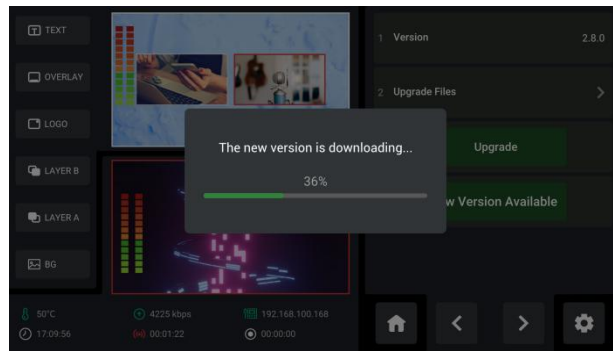 TEXT
OVERLAY
LOGO
LAYER B
LAYER A
BG
1 Version 2.8.0
2 Upgrade Files
The new version is downloading...
36%
Upgrade
w Version Available
50°C
4225 kbps
192.168.100.168
17:09:56
00:01:22
00:00:00